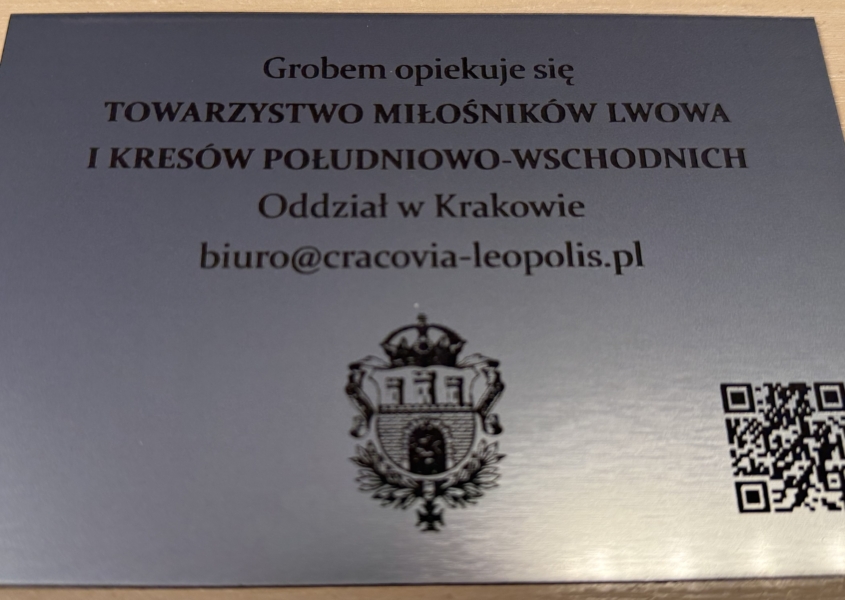 Grobem opiekuje się
TOWARZYSTWO MIŁOŚNIKÓW LWOWA
I KRESÓW POŁUDNIOWO-WSCHODNICH
Oddział w Krakowie
biuro@cracovia-leopolis.pl